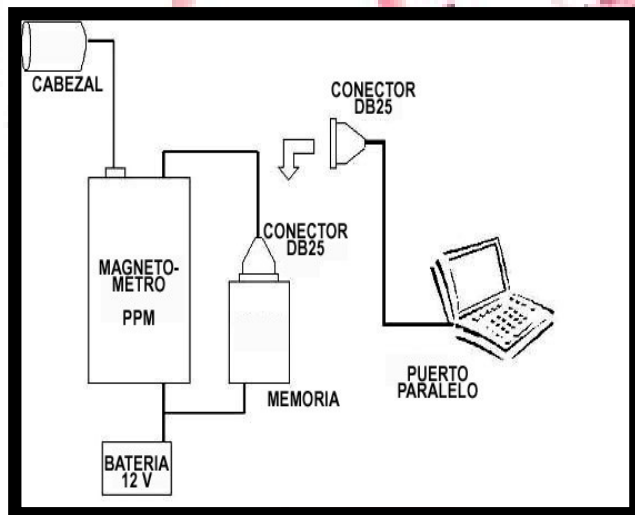 CABEZAL
CONECTOR
DB25
CONECTOR
DB25
MAGNETO-
METRO
PPM
MEMORIA
PUERTO
PARALELO
BATERIA
12 V